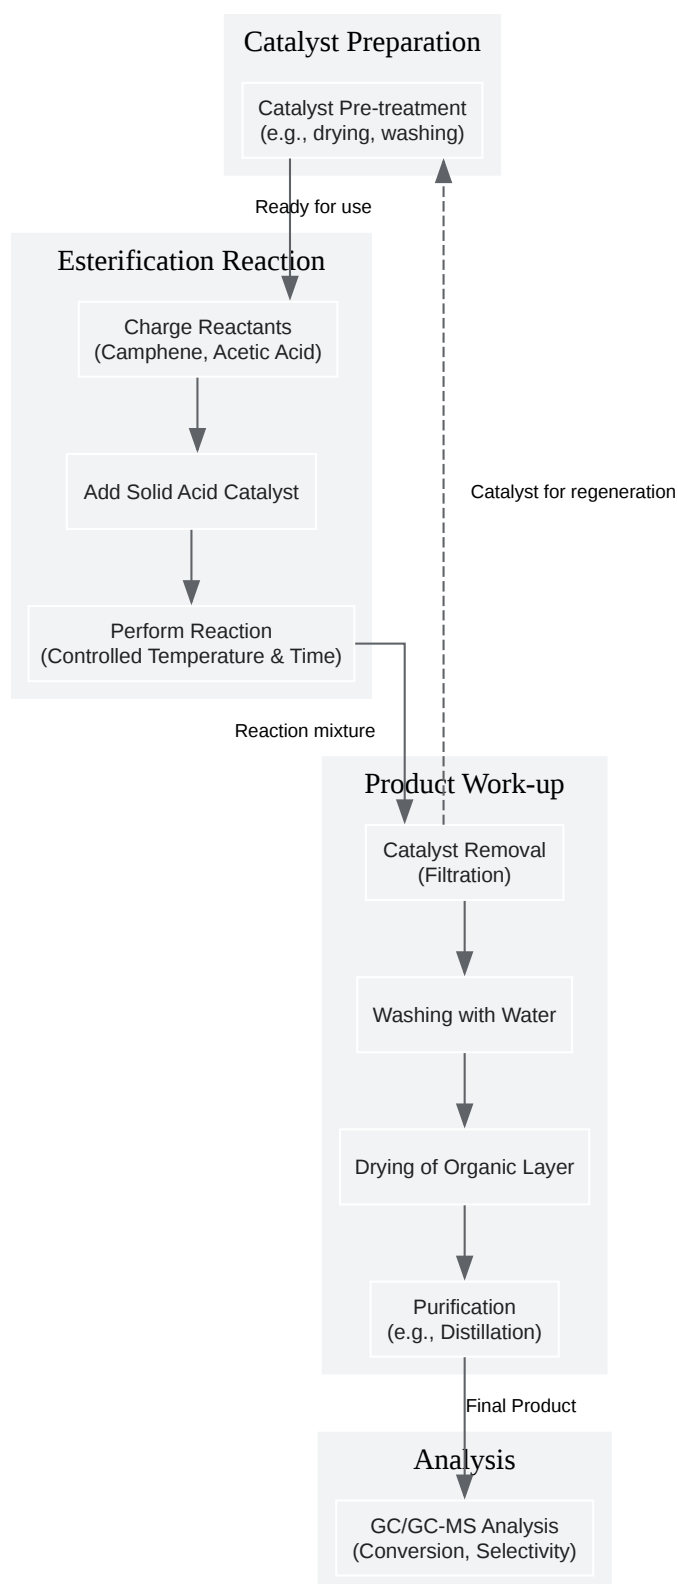 Catalyst Preparation
Catalyst Pre-treatment
(e.g., drying, washing)
Ready for use
Esterification Reaction
Charge Reactants
(Camphene, Acetic Acid)
Add Solid Acid Catalyst
Catalyst for regeneration
Perform Reaction
(Controlled Temperature & Time)
Reaction mixture
Product Work-up
Catalyst Removal
(Filtration)
Washing with Water
Drying of Organic Layer
Purification
(e.g., Distillation)
Final Product
Analysis
GC/GC-MS Analysis
(Conversion, Selectivity)